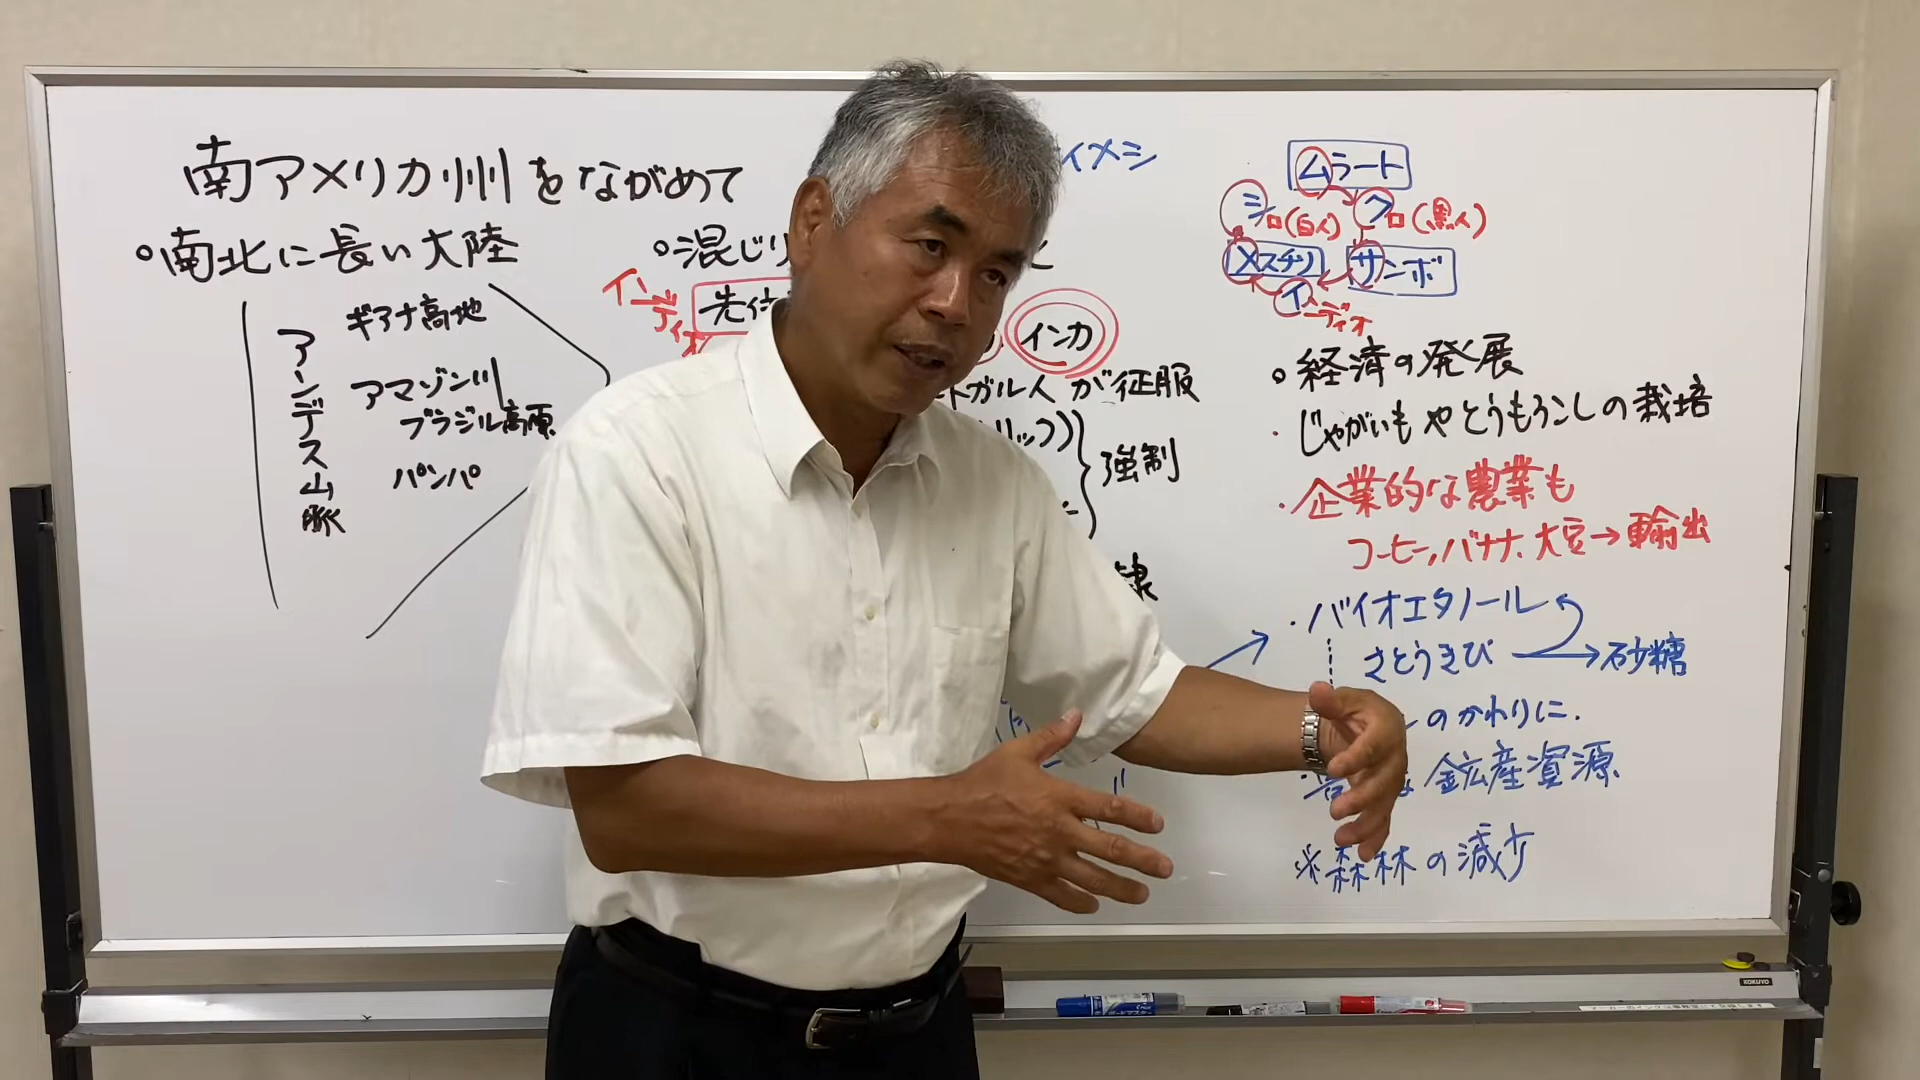 南アメリカ州をながめて
○南北に長い大陸
アンデス山脈
ギアナ高地
アマゾン川
ブラジル高原
パンパ
○混じり
インディオ
先住
インカ
トガル人が征服
リック))
強制
隷
イメシ
ムラート
シロ(白人) クロ(黒人)
メスチソ サンボ
インディオ
○経済の発展
・じゃがいもやとうもろこしの栽培
・企業的な農業も
コーヒー、バナナ、大豆→輸出
・バイオエタノール
さとうきび→砂糖
のかわりに.
鉱産資源
※森林の減少
KOKUYO